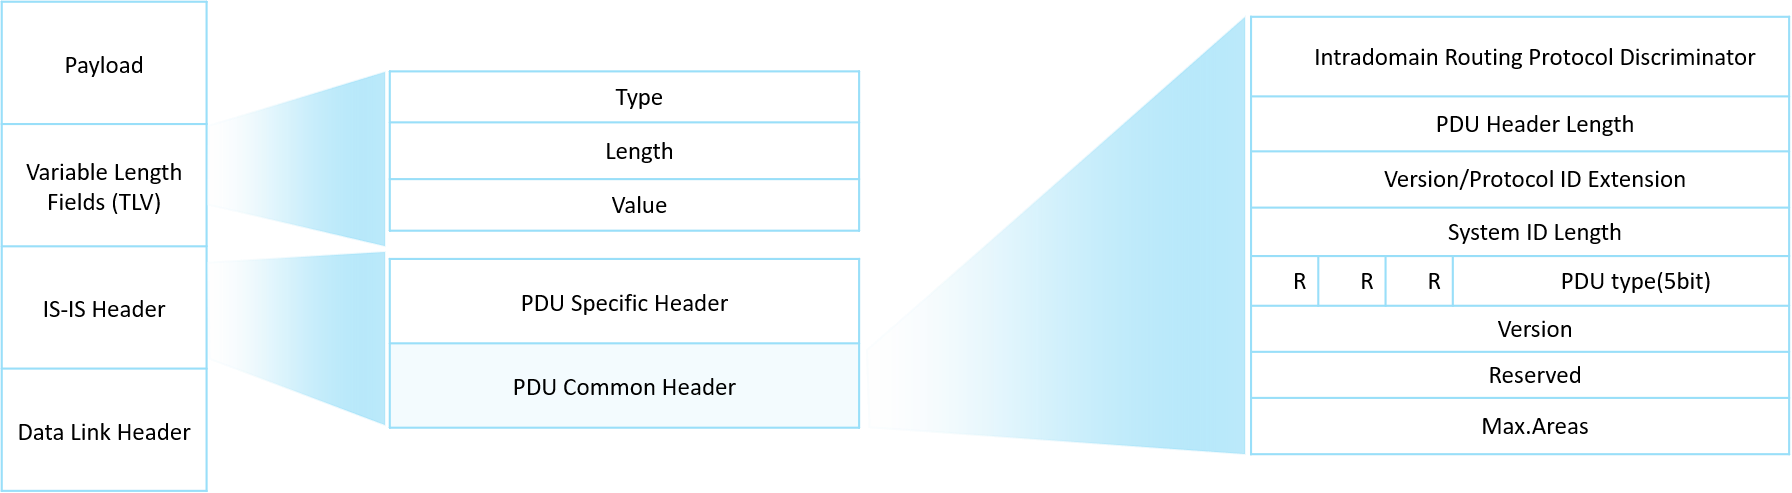 Payload
Variable Length
Fields (TLV)
IS-IS Header
Data Link Header
Type
Length
Value
PDU Specific Header
PDU Common Header
Intradomain Routing Protocol Discriminator
PDU Header Length
Version/Protocol ID Extension
System ID Length
R R R PDU type(5bit)
Version
Reserved
Max.Areas